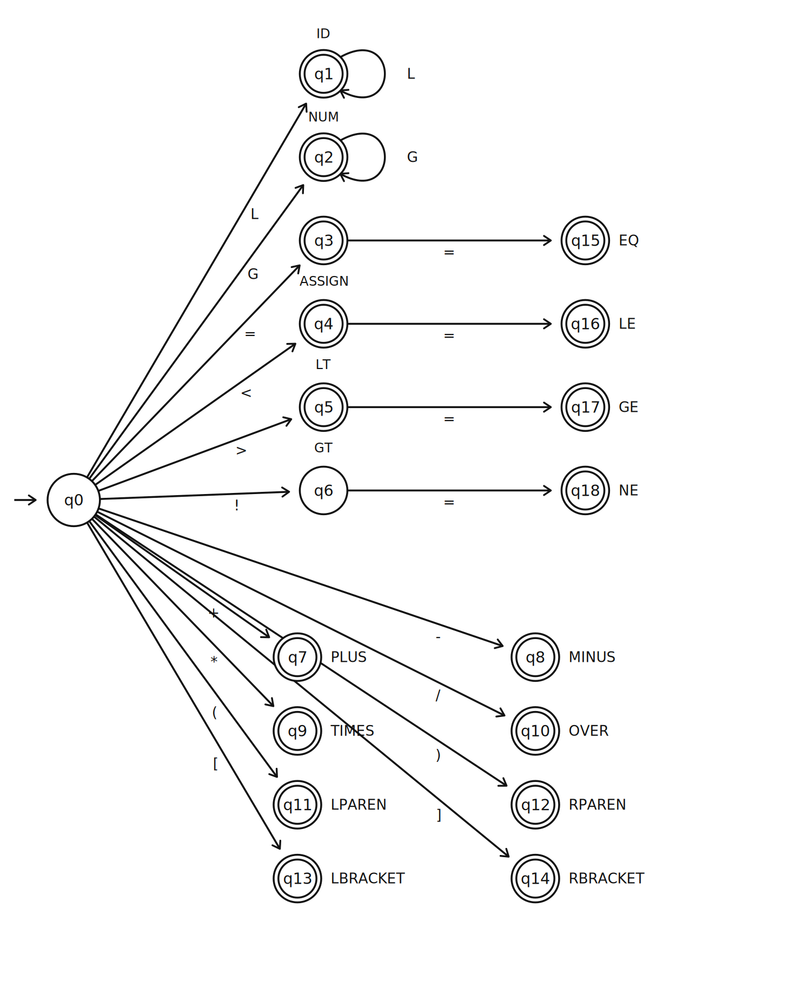 ID
q1
L
NUM
q2
G
L
q3
=
q15
EQ
G
ASSIGN
=
q4
=
q16
LE
LT
<
q5
=
q17
GE
>
GT
q0
!
q6
=
q18
NE
+
-
q7
PLUS
q8
MINUS
*
/
(
q9
TIMES
q10
OVER
[
)
q11
LPAREN
q12
RPAREN
]
q13
LBRACKET
q14
RBRACKET